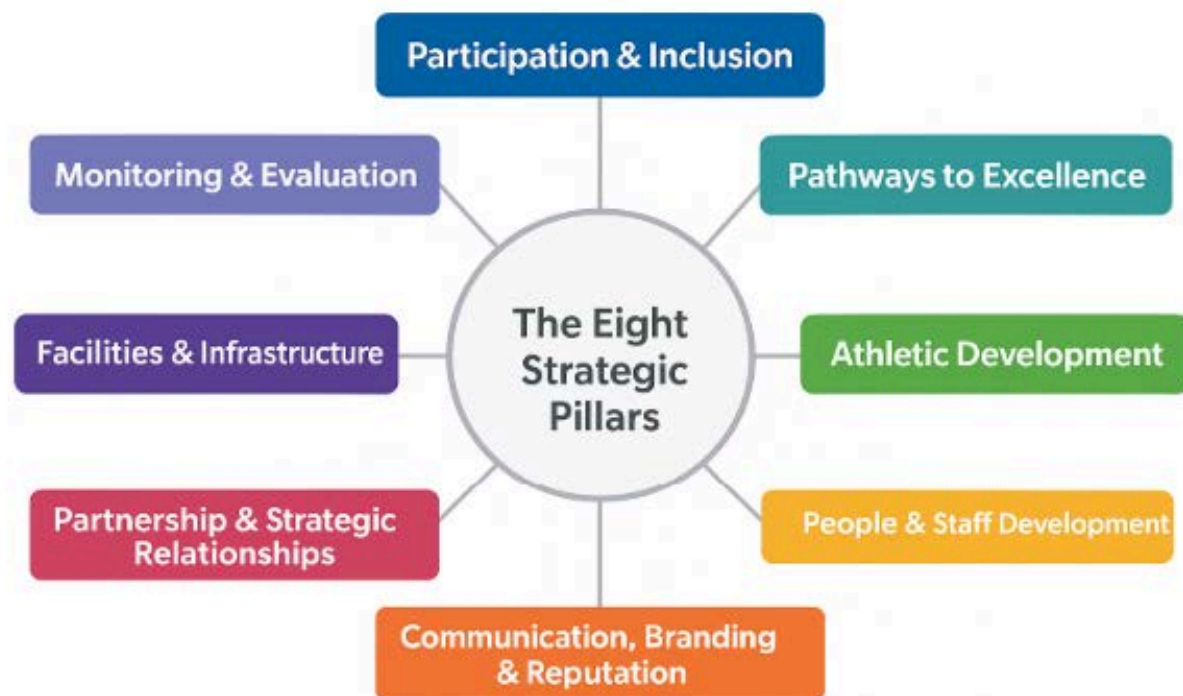 Participation & Inclusion
Monitoring & Evaluation
Pathways to Excellence
The Eight
Strategic
Pillars
Facilities & Infrastructure
Athletic Development
Partnership & Strategic
Relationships
People & Staff Development
Communication, Branding
& Reputation